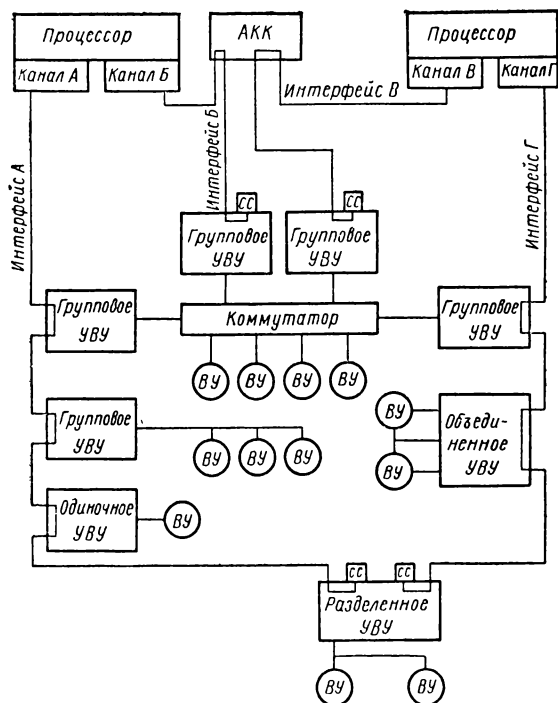 Процессор
АКК
Процессор
Канал А
Канал Б
Канал В
Канал Г
Интерфейс В
Интерфейс А
Интерфейс Б
Интерфейс Г
СС
СС
Групповое
УВУ
Групповое
УВУ
Групповое
УВУ
Коммутатор
Групповое
УВУ
ВУ
ВУ
ВУ
ВУ
Групповое
УВУ
ВУ
ВУ
ВУ
ВУ
ВУ
Объеди-
ненное
УВУ
Одиночное
УВУ
ВУ
СС
СС
Разделенное
УВУ
ВУ
ВУ